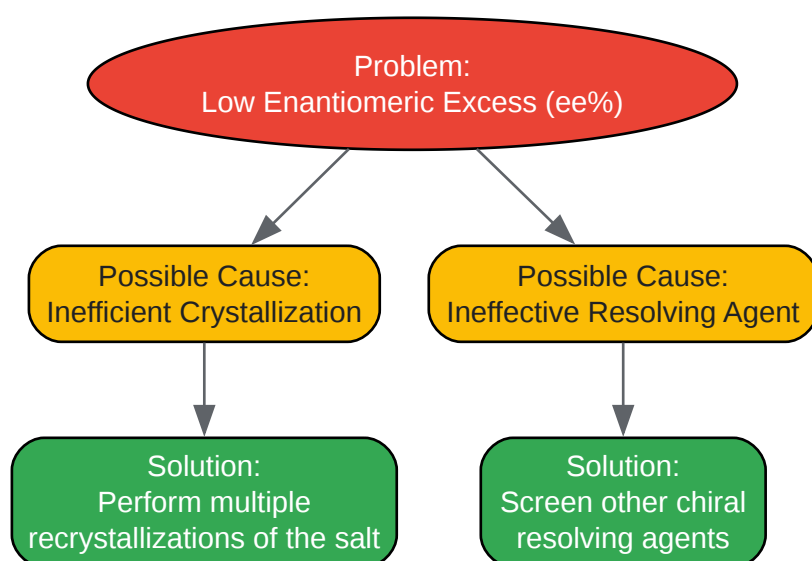 Problem:
Low Enantiomeric Excess (ee%)
Possible Cause:
Inefficient Crystallization
Possible Cause:
Ineffective Resolving Agent
Solution:
Perform multiple
recrystallizations of the salt
Solution:
Screen other chiral
resolving agents